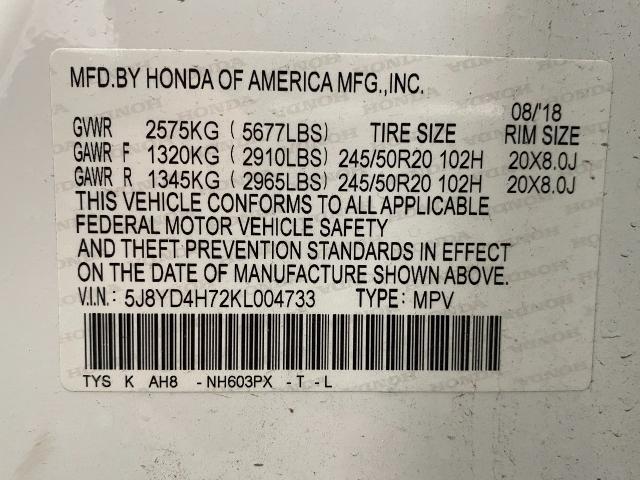 MFD.BY HONDA OF AMERICA MFG.,INC.
08/'18
GVWR 2575KG ( 5677LBS) TIRE SIZE RIM SIZE
GAWR F 1320KG ( 2910LBS) 245/50R20 102H 20X8.0J
GAWR R 1345KG ( 2965LBS) 245/50R20 102H 20X8.0J
THIS VEHICLE CONFORMS TO ALL APPLICABLE
FEDERAL MOTOR VEHICLE SAFETY
AND THEFT PREVENTION STANDARDS IN EFFECT
ON THE DATE OF MANUFACTURE SHOWN ABOVE.
V.I.N.: 5J8YD4H72KL004733 TYPE: MPV
TYS K AH8 -NH603PX -T -L